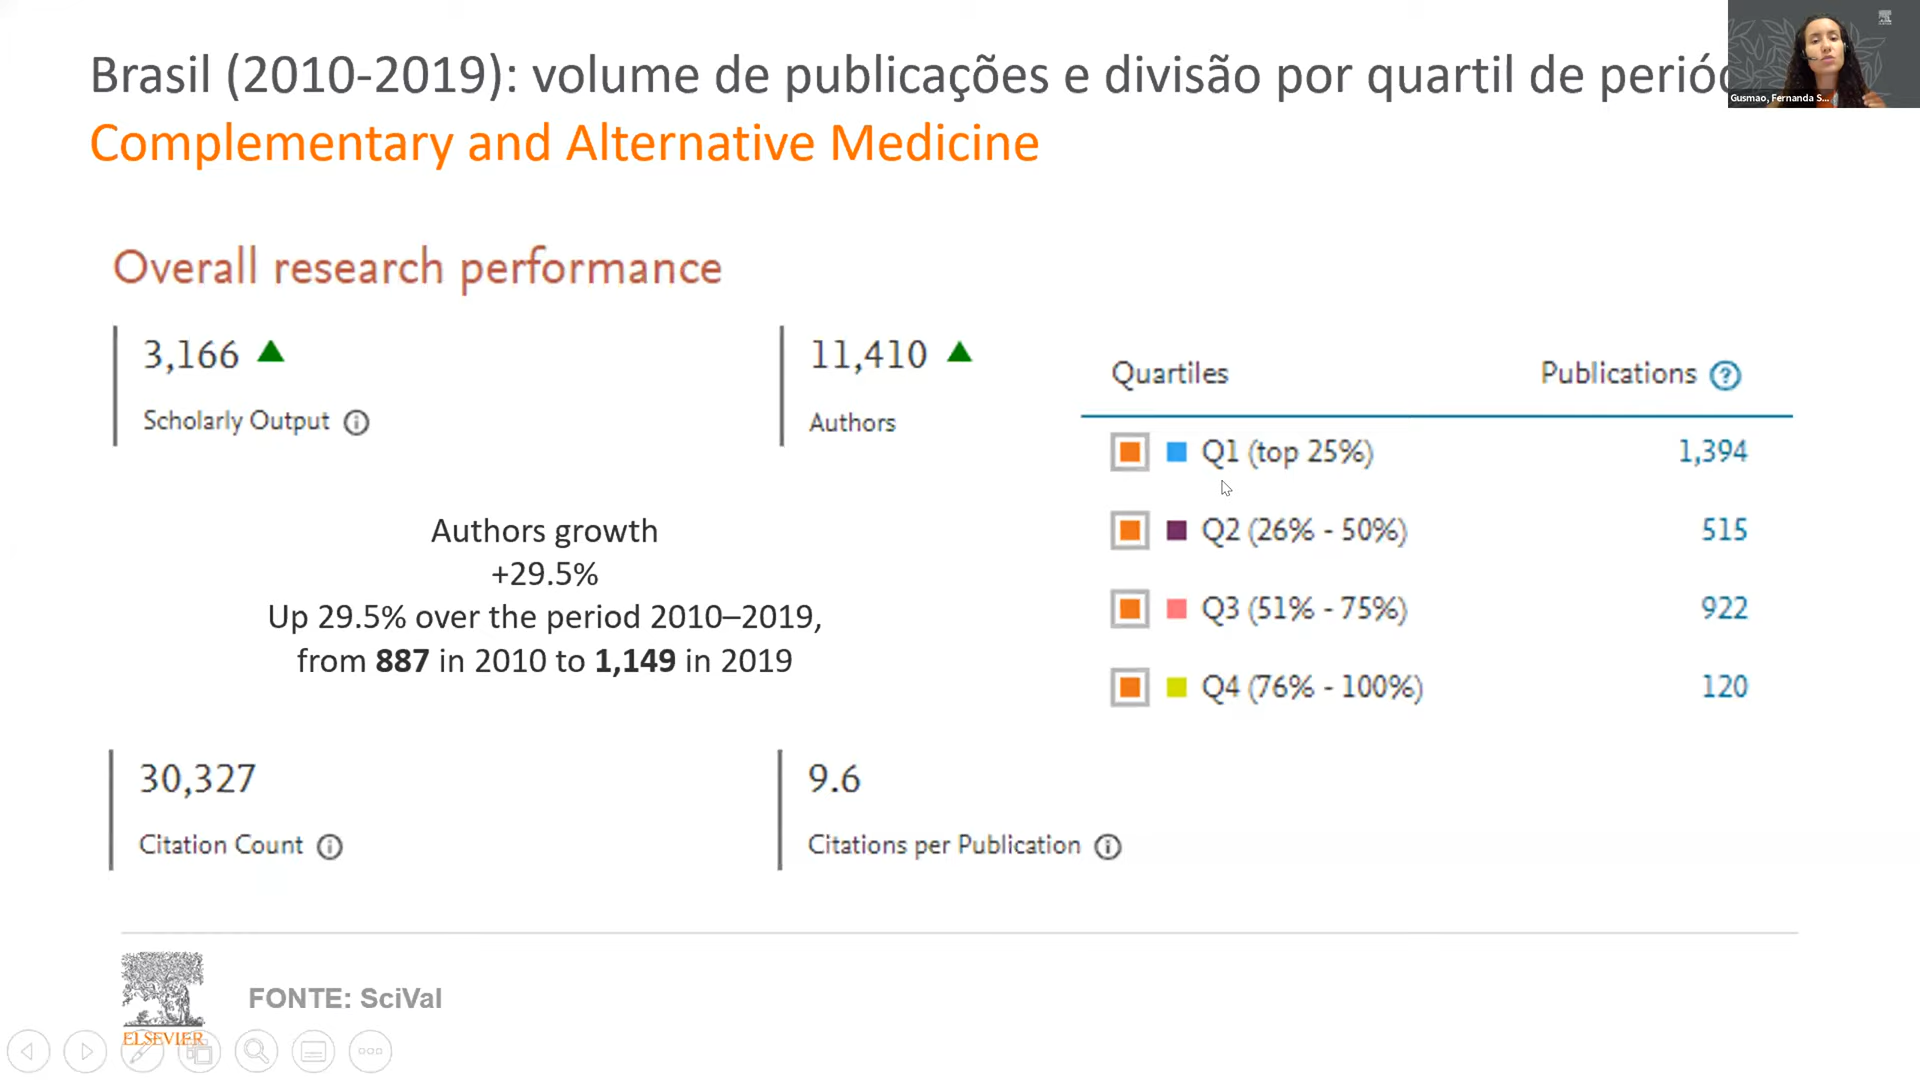 Brasil (2010-2019): volume de publicações e divisão por quartil de perió
Complementary and Alternative Medicine
Gusmao, Fernanda S...
Overall research performance
3,166
Scholarly Output
11,410
Authors
Authors growth
+29.5%
Up 29.5% over the period 2010–2019,
from 887 in 2010 to 1,149 in 2019
Quartiles Publications
Q1 (top 25%) 1,394
Q2 (26% - 50%) 515
Q3 (51% - 75%) 922
Q4 (76% - 100%) 120
30,327
Citation Count
9.6
Citations per Publication
ELSEVIER
FONTE: SciVal